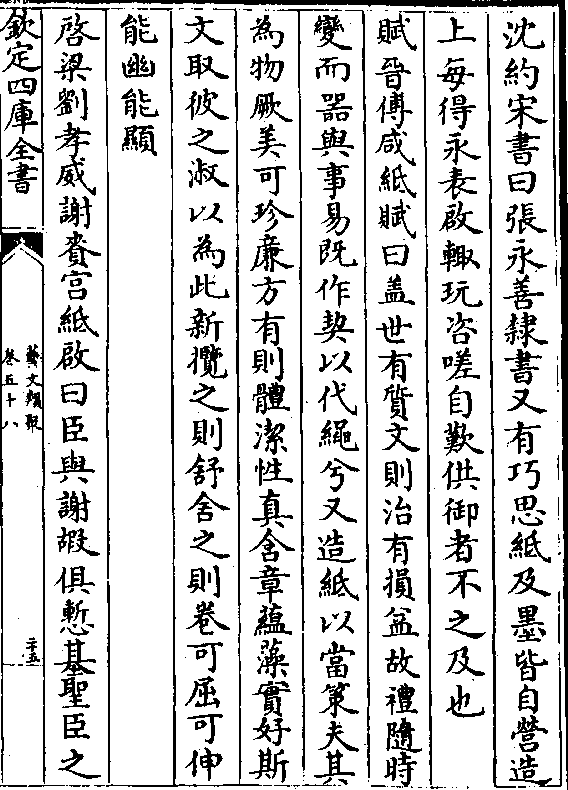 沈約宋書曰張永善隸書又有巧思紙及墨皆自營造
上每得永表啟輙玩咨嗟自歎供御者不之及也
賦晉傅咸紙賦曰盖世有質文則治有損益故禮隨時
變而器與事易既作契以代繩兮又造紙以當策夫其
為物厥美可珍廉方有則體潔性真含章藴藻實好斯
文取彼之淑以為此新攬之則舒舍之則卷可屈可伸
能幽能顯
啓梁劉孝威謝賚宫紙啟曰臣與謝嘏俱慙基聖臣之
欽定四庫全書
藝文類聚
卷五十八
二十五